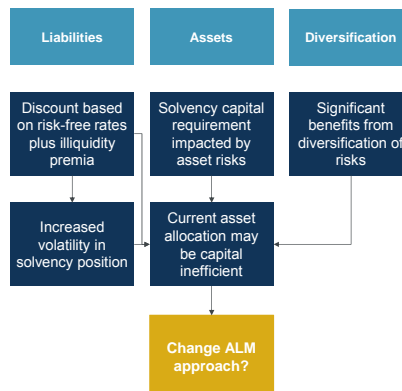 Liabilities
Assets
Diversification
Discount based
on risk-free rates
plus illiquidity
premia
Solvency capital
requirement
impacted by
asset risks
Significant
benefits from
diversification of
risks
Increased
volatility in
solvency position
Current asset
allocation may
be capital
inefficient
Change ALM
approach?